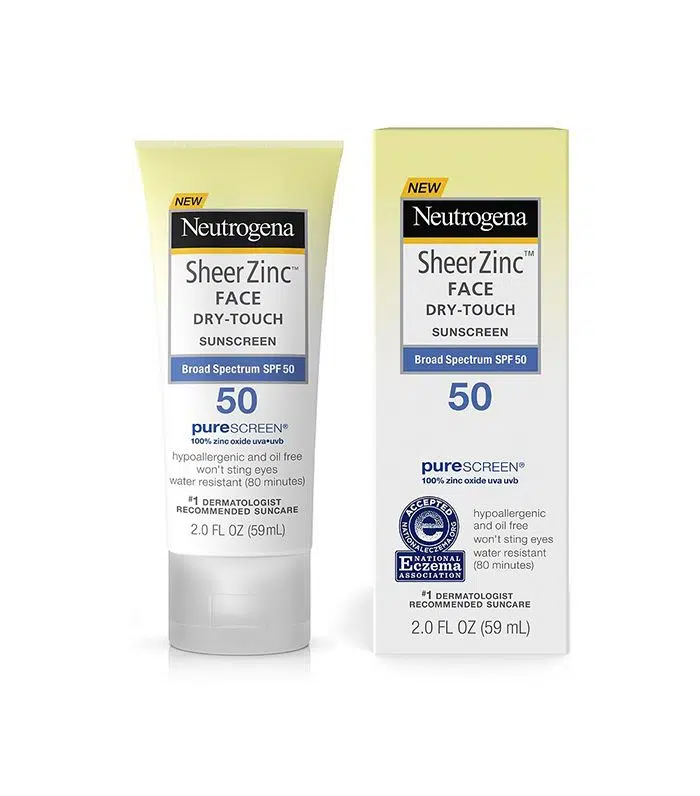 NEW
Neutrogena
SheerZinc™
FACE
DRY-TOUCH
SUNSCREEN
Broad Spectrum SPF 50
50
pureSCREEN®
100% zinc oxide uva•uvb
hypoallergenic and oil free
won't sting eyes
water resistant (80 minutes)
#1 DERMATOLOGIST
RECOMMENDED SUNCARE
2.0 FL OZ (59mL)
NEW
Neutrogena
SheerZinc™
FACE
DRY-TOUCH
SUNSCREEN
Broad Spectrum SPF 50
50
pureSCREEN®
100% zinc oxide uva uvb
ACCEPTED
e
NATIONALECZEMA.ORG
NATIONAL
Eczema
ASSOCIATION
hypoallergenic
and oil free
won't sting eyes
water resistant
(80 minutes)
#1 DERMATOLOGIST
RECOMMENDED SUNCARE
2.0 FL OZ (59 mL)